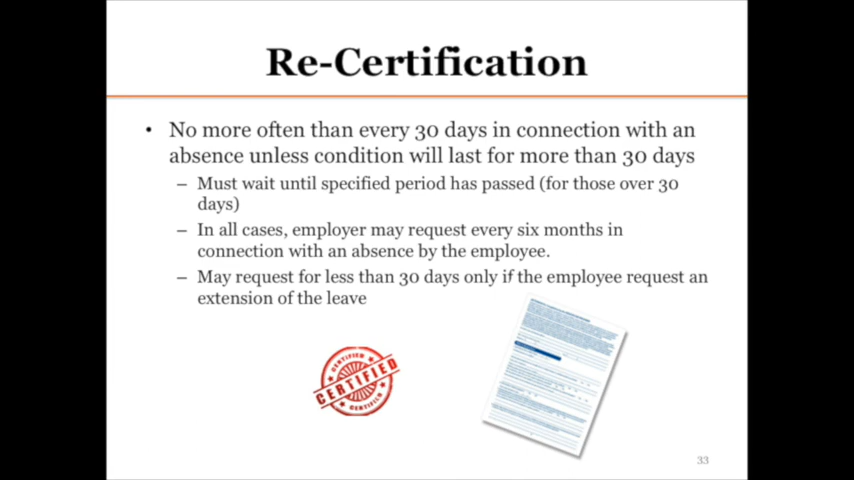 Re-Certification
• No more often than every 30 days in connection with an
absence unless condition will last for more than 30 days
– Must wait until specified period has passed (for those over 30
days)
– In all cases, employer may request every six months in
connection with an absence by the employee.
– May request for less than 30 days only if the employee request an
extension of the leave
CERTIFIED
CERTIFIED
CERTIFIED
33